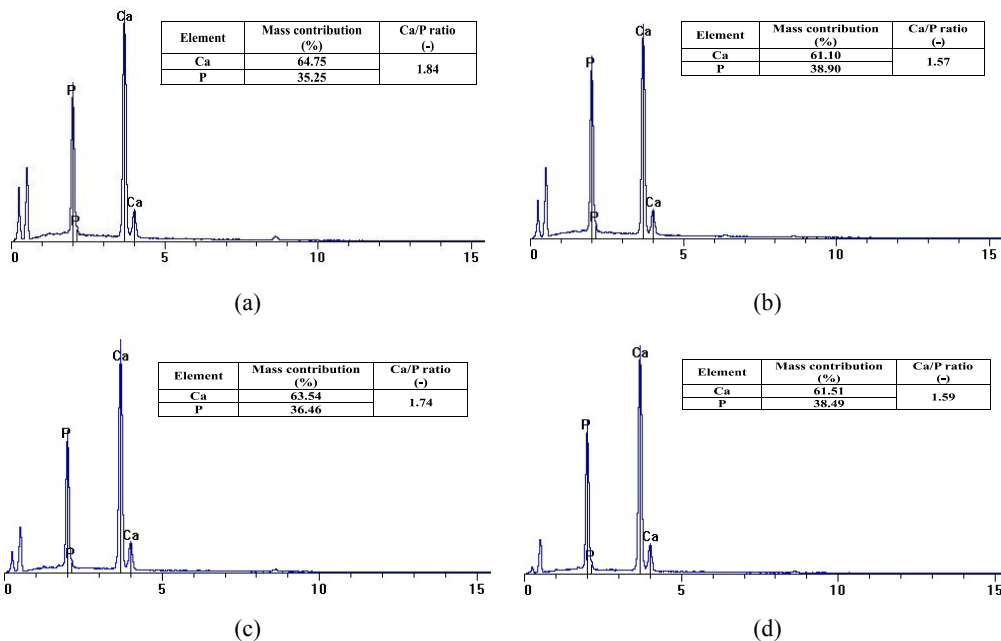 Ca
Element Mass contribution (%) Ca/P ratio (-)
Ca 64.75 1.84
P 35.25
P
P
Ca
0 5 10 15
(a)
Ca
Element Mass contribution (%) Ca/P ratio (-)
Ca 61.10 1.57
P 38.90
P
P
Ca
0 5 10 15
(b)
Ca
Element Mass contribution (%) Ca/P ratio (-)
Ca 63.54 1.74
P 36.46
P
P
Ca
0 5 10 15
(c)
Ca
Element Mass contribution (%) Ca/P ratio (-)
Ca 61.51 1.59
P 38.49
P
P
Ca
0 5 10 15
(d)